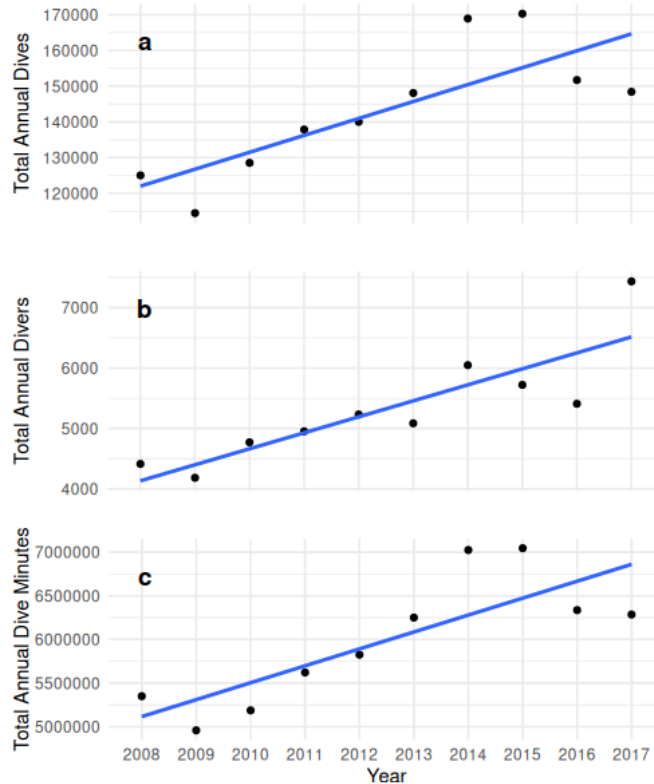 170000
a
160000
150000
140000
130000
120000
Total Annual Dives
b
7000
6000
5000
4000
Total Annual Divers
7000000
c
6500000
6000000
5500000
5000000
Total Annual Dive Minutes
2008 2009 2010 2011 2012 2013 2014 2015 2016 2017
Year